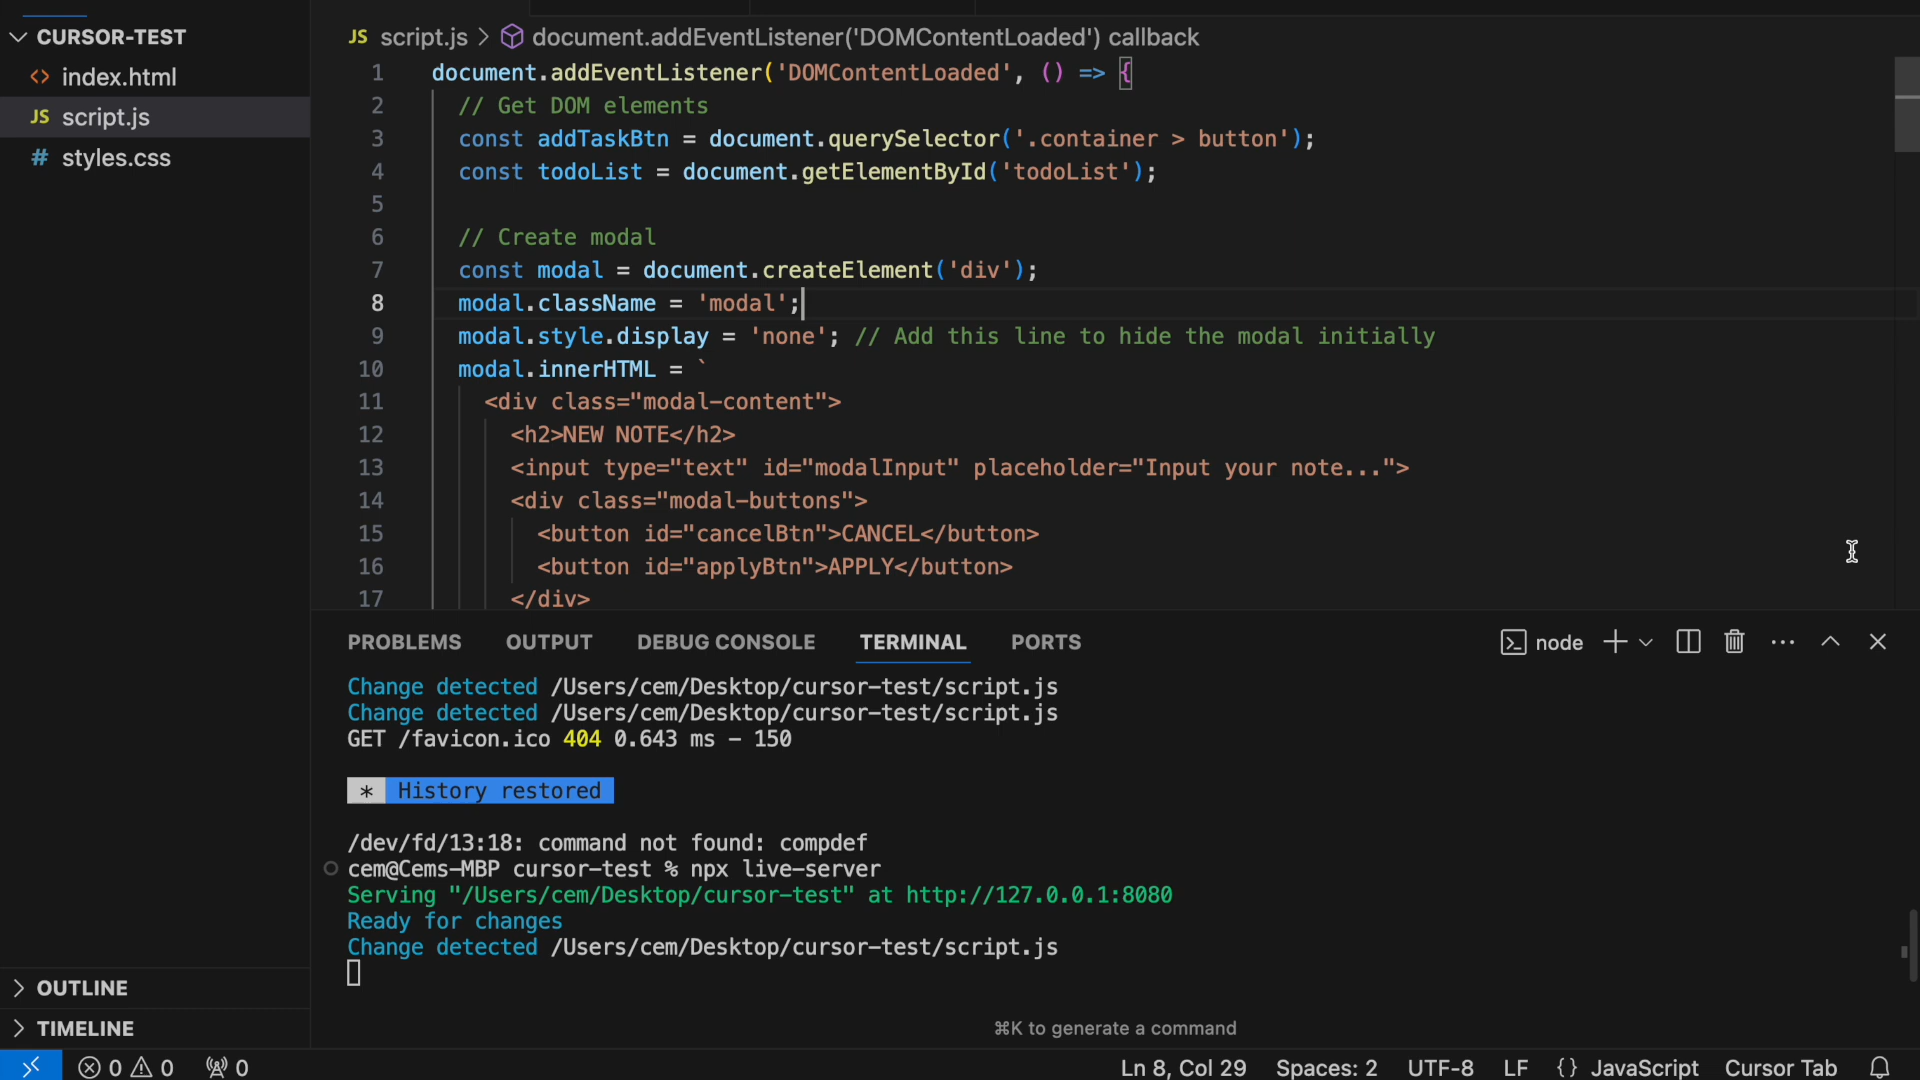 CURSOR-TEST
index.html
JS script.js
# styles.css
OUTLINE
TIMELINE
JS script.js > document.addEventListener('DOMContentLoaded') callback
1 document.addEventListener('DOMContentLoaded', () => {
2 // Get DOM elements
3 const addTaskBtn = document.querySelector('.container > button');
4 const todoList = document.getElementById('todoList');
5
6 // Create modal
7 const modal = document.createElement('div');
8 modal.className = 'modal';
9 modal.style.display = 'none'; // Add this line to hide the modal initially
10 modal.innerHTML = `
11 <div class="modal-content">
12 <h2>NEW NOTE</h2>
13 <input type="text" id="modalInput" placeholder="Input your note...">
14 <div class="modal-buttons">
15 <button id="cancelBtn">CANCEL</button>
16 <button id="applyBtn">APPLY</button>
17 </div>
PROBLEMS OUTPUT DEBUG CONSOLE TERMINAL PORTS node
Change detected /Users/cem/Desktop/cursor-test/script.js
Change detected /Users/cem/Desktop/cursor-test/script.js
GET /favicon.ico 404 0.643 ms - 150
* History restored
/dev/fd/13:18: command not found: compdef
cem@Cems-MBP cursor-test % npx live-server
Serving "/Users/cem/Desktop/cursor-test" at http://127.0.0.1:8080
Ready for changes
Change detected /Users/cem/Desktop/cursor-test/script.js
⌘K to generate a command
0 0 0 Ln 8, Col 29 Spaces: 2 UTF-8 LF {} JavaScript Cursor Tab